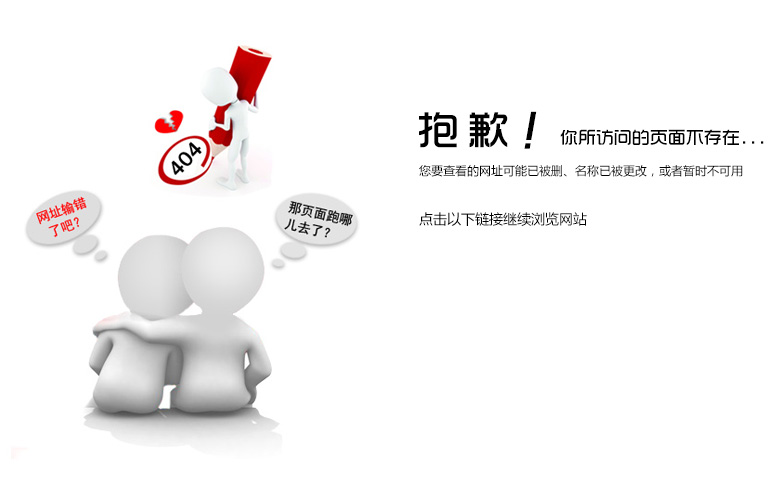 404
网址输错
了吧?
那页面跑哪
儿去了?
抱歉! 你所访问的页面不存在...
您要查看的网址可能已被删、名称已被更改，或者暂时不可用
点击以下链接继续浏览网站